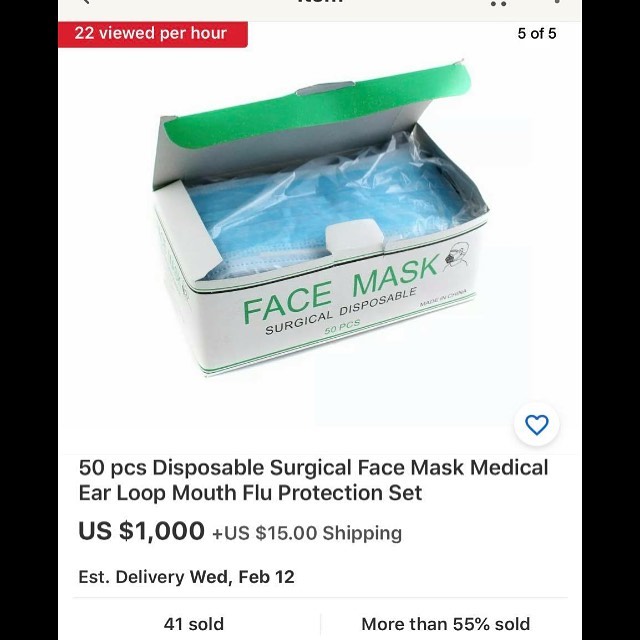 22 viewed per hour
5 of 5
FACE MASK
SURGICAL DISPOSABLE
50 PCS
MADE IN CHINA
50 pcs Disposable Surgical Face Mask Medical
Ear Loop Mouth Flu Protection Set
US $1,000 +US $15.00 Shipping
Est. Delivery Wed, Feb 12
41 sold
More than 55% sold